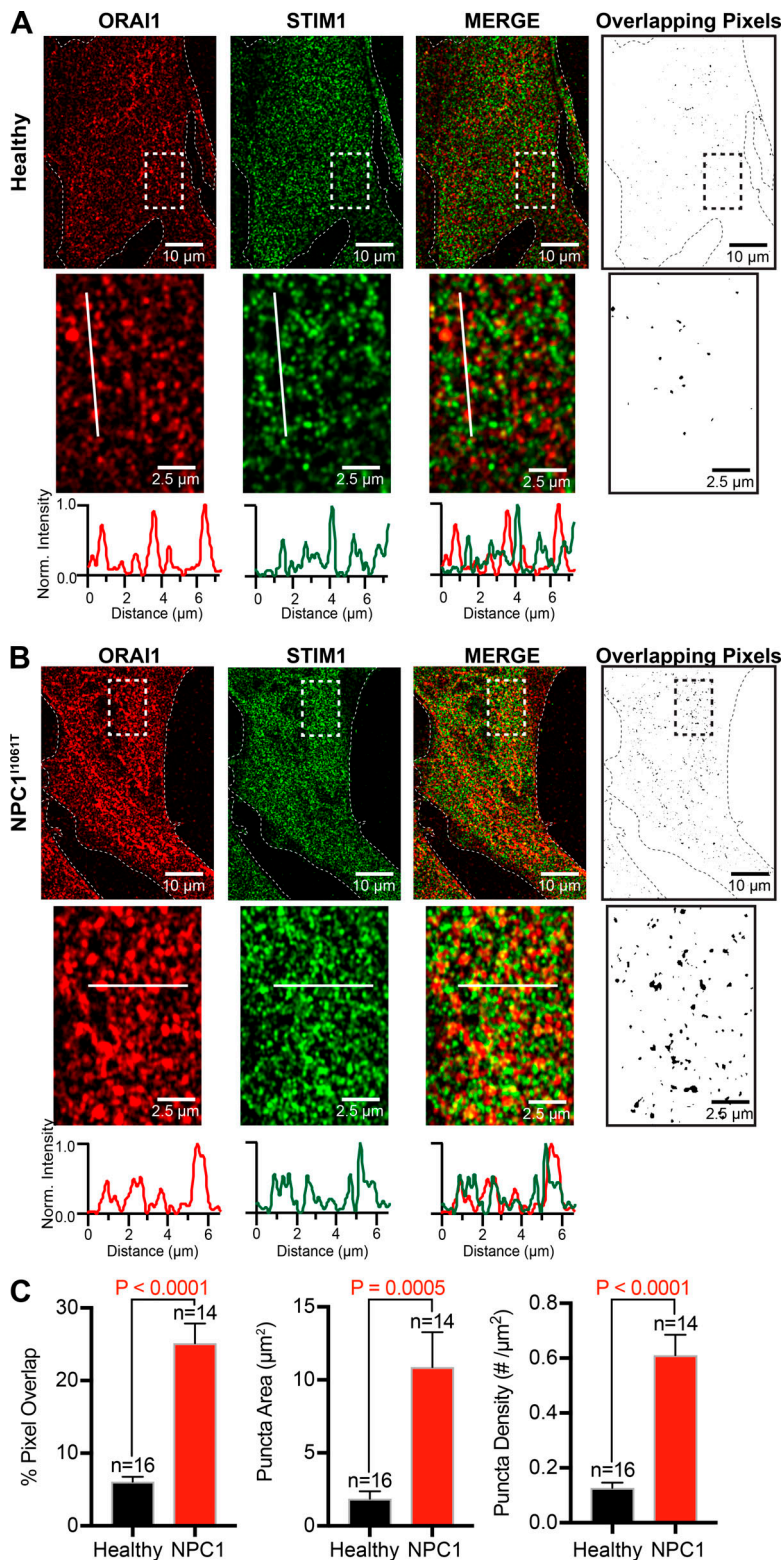 A
ORAI1 STIM1 MERGE Overlapping Pixels
Healthy
10 µm 10 µm 10 µm 10 µm
2.5 µm 2.5 µm 2.5 µm 2.5 µm
Norm. Intensity
1.0
0.0
0 2 4 6 0 2 4 6 0 2 4 6
Distance (µm) Distance (µm) Distance (µm)
B
ORAI1 STIM1 MERGE Overlapping Pixels
NPC1I1061T
10 µm 10 µm 10 µm 10 µm
2.5 µm 2.5 µm 2.5 µm 2.5 µm
Norm. Intensity
1.0
0.0
0 2 4 6 0 2 4 6 0 2 4 6
Distance (µm) Distance (µm) Distance (µm)
C
P < 0.0001
% Pixel Overlap
30
20
10
0
n=16
n=14
Healthy NPC1
P = 0.0005
Puncta Area (µm²)
15
10
5
0
n=16
n=14
Healthy NPC1
P < 0.0001
Puncta Density (# /µm²)
0.8
0.6
0.4
0.2
0.0
n=16
n=14
Healthy NPC1